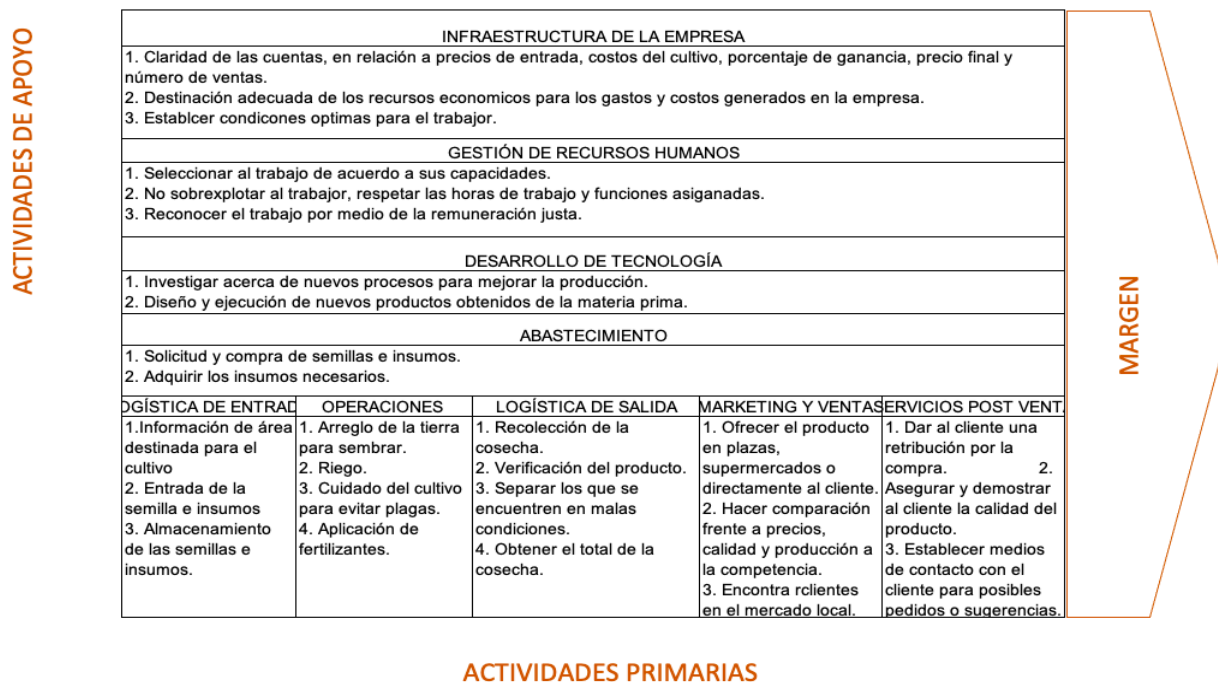 ACTIVIDADES DE APOYO
INFRAESTRUCTURA DE LA EMPRESA
1. Claridad de las cuentas, en relación a precios de entrada, costos del cultivo, porcentaje de ganancia, precio final y
número de ventas.
2. Destinación adecuada de los recursos economicos para los gastos y costos generados en la empresa.
3. Establcer condicones optimas para el trabajor.
GESTIÓN DE RECURSOS HUMANOS
1. Seleccionar al trabajo de acuerdo a sus capacidades.
2. No sobrexplotar al trabajor, respetar las horas de trabajo y funciones asiganadas.
3. Reconocer el trabajo por medio de la remuneración justa.
DESARROLLO DE TECNOLOGÍA
1. Investigar acerca de nuevos procesos para mejorar la producción.
2. Diseño y ejecución de nuevos productos obtenidos de la materia prima.
ABASTECIMIENTO
1. Solicitud y compra de semillas e insumos.
2. Adquirir los insumos necesarios.
OGÍSTICA DE ENTRAD
1.Información de área
destinada para el
cultivo
2. Entrada de la
semilla e insumos
3. Almacenamiento
de las semillas e
insumos.
OPERACIONES
1. Arreglo de la tierra
para sembrar.
2. Riego.
3. Cuidado del cultivo
para evitar plagas.
4. Aplicación de
fertilizantes.
LOGÍSTICA DE SALIDA
1. Recolección de la
cosecha.
2. Verificación del producto.
3. Separar los que se
encuentren en malas
condiciones.
4. Obtener el total de la
cosecha.
MARKETING Y VENTAS
1. Ofrecer el producto
en plazas,
supermercados o
directamente al cliente.
2. Hacer comparación
frente a precios,
calidad y producción a
la competencia.
3. Encontra rclientes
en el mercado local.
ERVICIOS POST VENT
1. Dar al cliente una
retribución por la
compra. 2.
Asegurar y demostrar
al cliente la calidad del
producto.
3. Establecer medios
de contacto con el
cliente para posibles
pedidos o sugerencias.
MARGEN
ACTIVIDADES PRIMARIAS